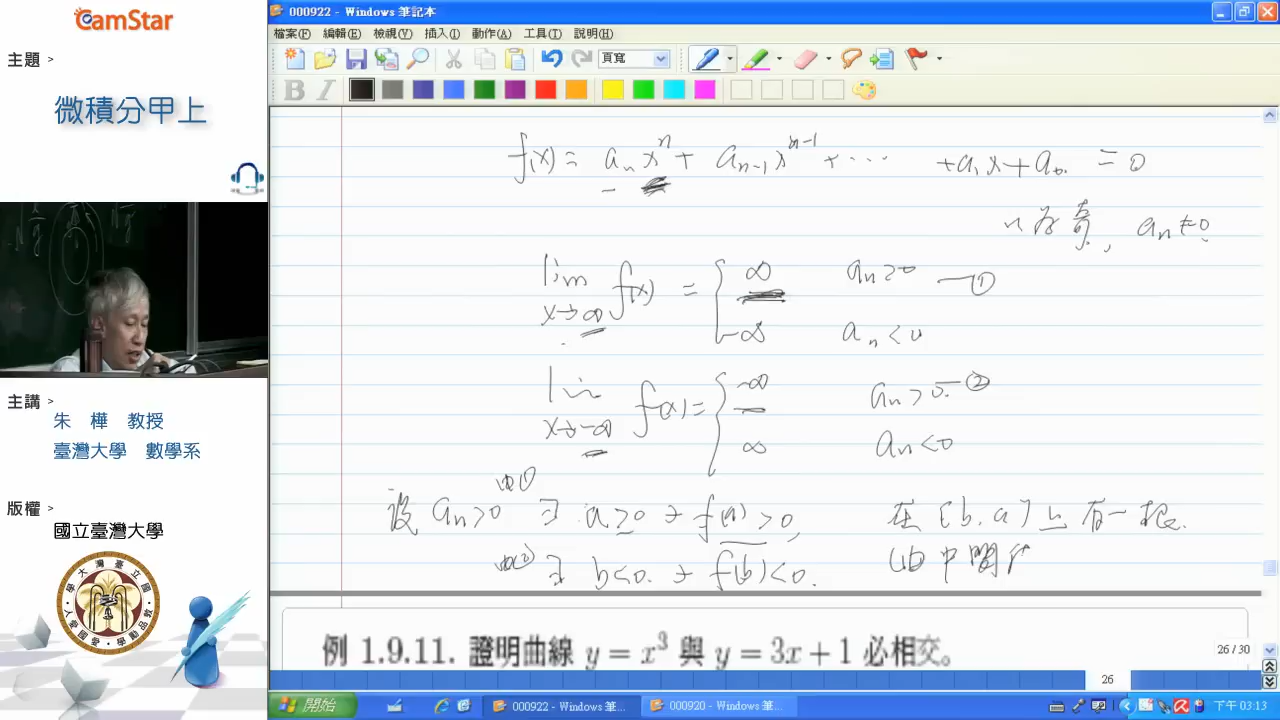 CamStar
主題 >
微積分甲上
主講 >
朱 樺 教授
臺灣大學 數學系
版權 >
國立臺灣大學
000922 - Windows 筆記本
檔案(F) 編輯(E) 檢視(V) 插入(I) 動作(A) 工具(T) 說明(H)
頁寬
B I
f(x) = aₙxⁿ + aₙ₋₁xⁿ⁻¹ + ... + a₁x + a₀ = 0
n 為奇, aₙ ≠ 0
lim x→∞ f(x) = { ∞ aₙ > 0 —①
-∞ aₙ < 0
lim x→-∞ f(x) = { -∞ aₙ > 0 —②
∞ aₙ < 0
設 aₙ > 0 由① ∃ a > 0 ∋ f(a) > 0, 在 [b, a] 上有一根.
由② ∃ b < 0 ∋ f(b) < 0. (由中間
例 1.9.11. 證明曲線 y = x³ 與 y = 3x + 1 必相交。
26 / 30
26
開始
000922 - Windows 筆...
000920 - Windows 筆...
下午 03:13